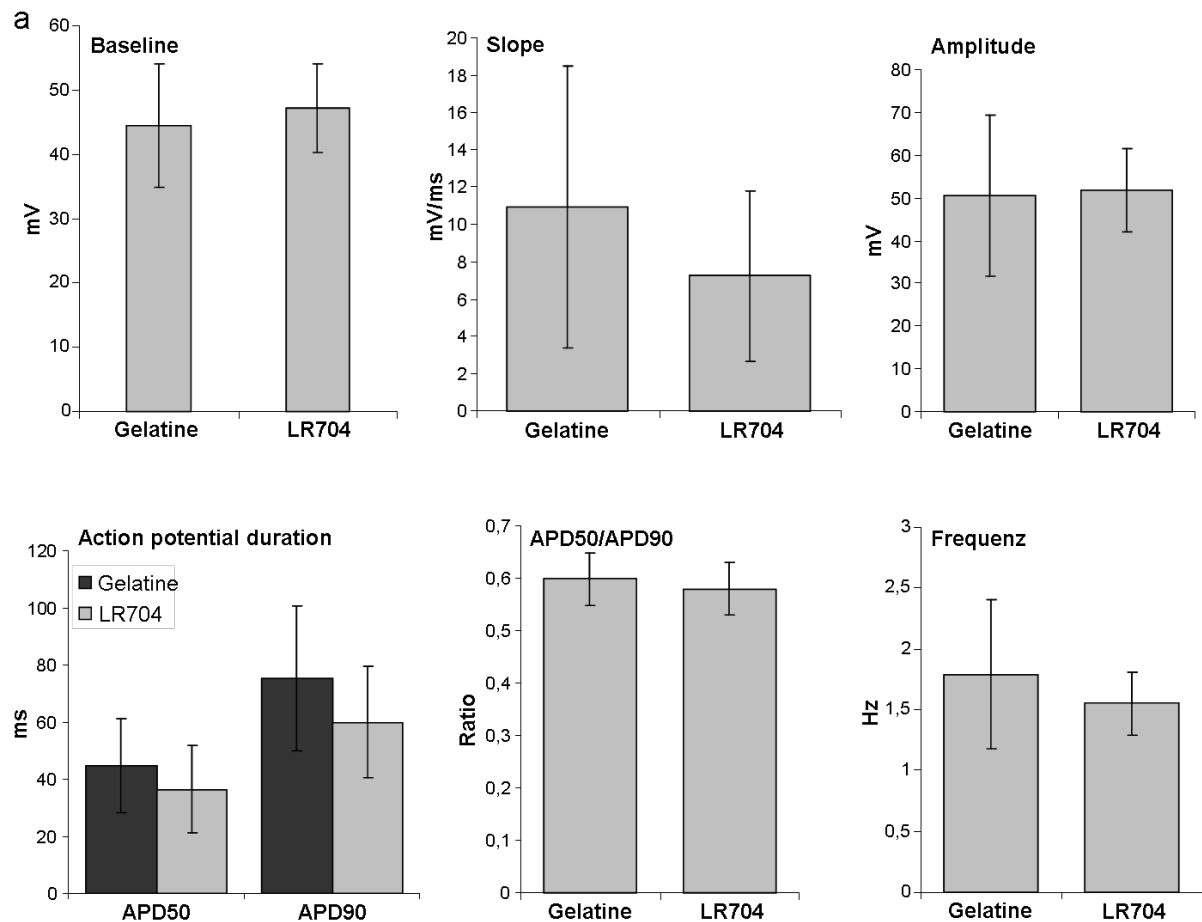 a
Baseline
60
50
40
30
20
10
0
mV
Gelatine LR704
Slope
20
18
16
14
12
10
8
6
4
2
0
mV/ms
Gelatine LR704
Amplitude
80
70
60
50
40
30
20
10
0
mV
Gelatine LR704
Action potential duration
120
100
80
60
40
20
0
ms
Gelatine
LR704
APD50 APD90
APD50/APD90
0,7
0,6
0,5
0,4
0,3
0,2
0,1
0
Ratio
Gelatine LR704
Frequenz
3
2,5
2
1,5
1
0,5
0
Hz
Gelatine LR704